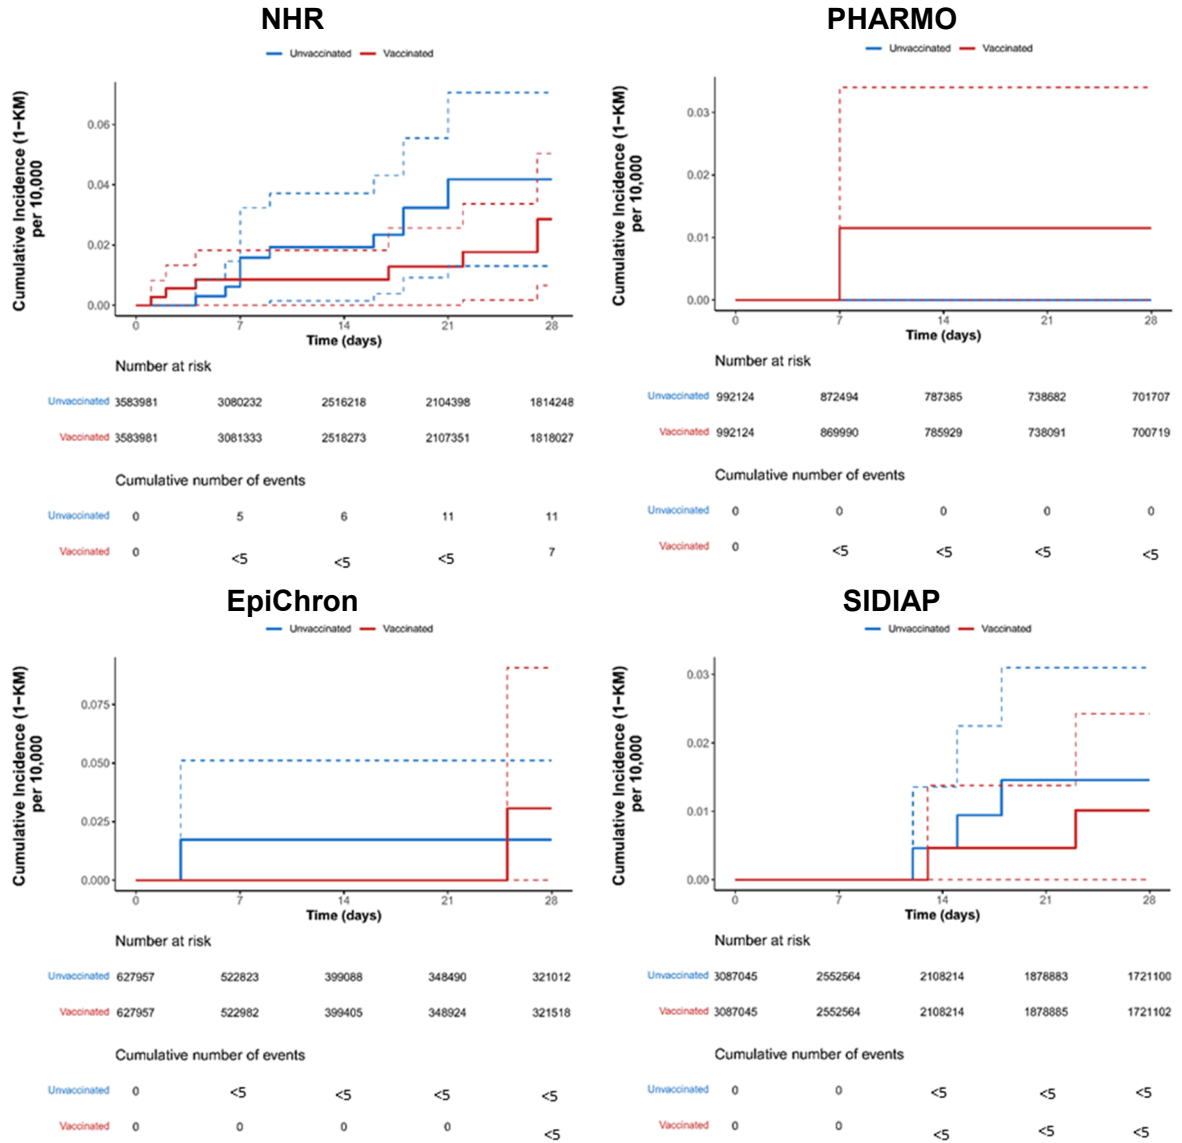 NHR
Unvaccinated Vaccinated
Cumulative Incidence (1−KM)
per 10,000
0.06
0.04
0.02
0.00
0 7 14 21 28
Time (days)
Number at risk
Unvaccinated 3583981 3080232 2516218 2104398 1814248
Vaccinated 3583981 3081333 2518273 2107351 1818027
Cumulative number of events
Unvaccinated 0 5 6 11 11
Vaccinated 0 <5 <5 <5 7
PHARMO
Unvaccinated Vaccinated
Cumulative Incidence (1−KM)
per 10,000
0.03
0.02
0.01
0.00
0 7 14 21 28
Time (days)
Number at risk
Unvaccinated 992124 872494 787385 738682 701707
Vaccinated 992124 869990 785929 738091 700719
Cumulative number of events
Unvaccinated 0 0 0 0 0
Vaccinated 0 <5 <5 <5 <5
EpiChron
Unvaccinated Vaccinated
Cumulative Incidence (1−KM)
per 10,000
0.075
0.050
0.025
0.000
0 7 14 21 28
Time (days)
Number at risk
Unvaccinated 627957 522823 399088 348490 321012
Vaccinated 627957 522982 399405 348924 321518
Cumulative number of events
Unvaccinated 0 <5 <5 <5 <5
Vaccinated 0 0 0 0 <5
SIDIAP
Unvaccinated Vaccinated
Cumulative Incidence (1−KM)
per 10,000
0.03
0.02
0.01
0.00
0 7 14 21 28
Time (days)
Number at risk
Unvaccinated 3087045 2552564 2108214 1878883 1721100
Vaccinated 3087045 2552564 2108214 1878885 1721102
Cumulative number of events
Unvaccinated 0 0 <5 <5 <5
Vaccinated 0 0 <5 <5 <5